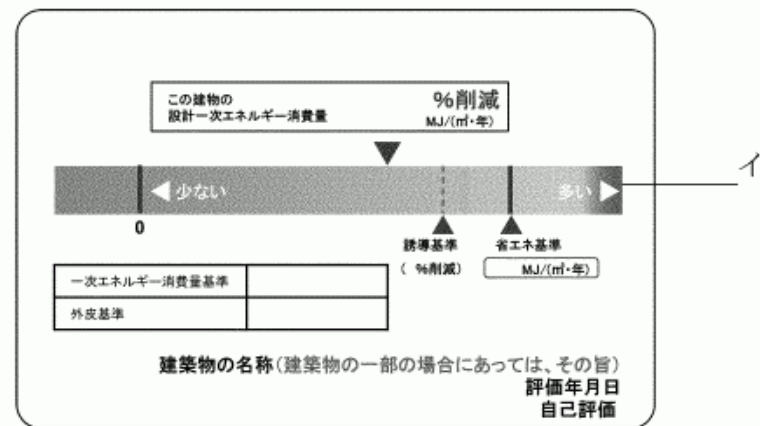 この建物の
設計一次エネルギー消費量
%削減
MJ/(㎡・年)
少ない
多い
イ
0
誘導基準
( %削減)
省エネ基準
MJ/(㎡・年)
一次エネルギー消費量基準
外皮基準
建築物の名称(建築物の一部の場合にあっては、その旨)
評価年月日
自己評価